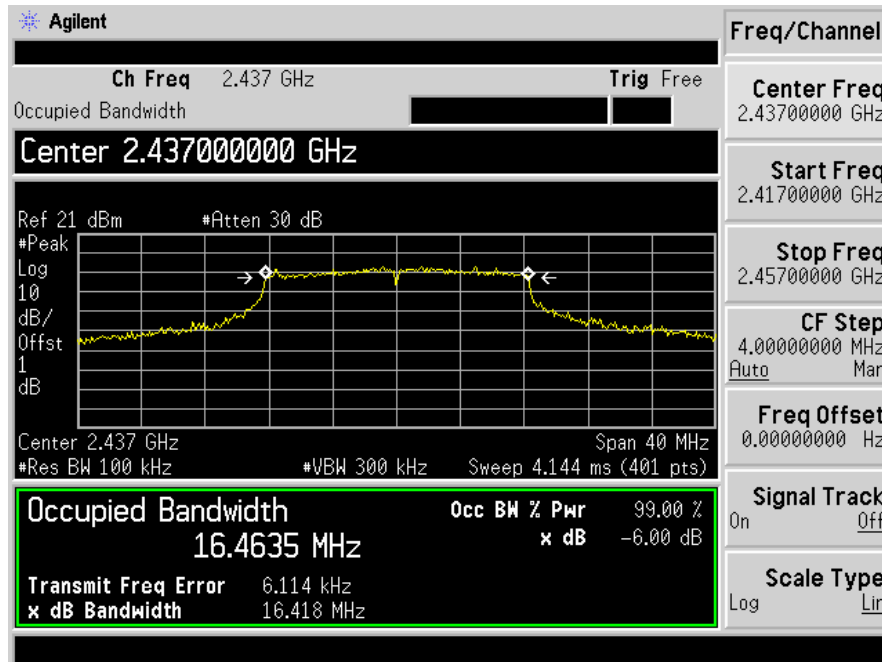 Agilent
Ch Freq 2.437 GHz Trig Free
Occupied Bandwidth
Center 2.437000000 GHz
Ref 21 dBm #Atten 30 dB
#Peak
Log
10
dB/
Offst
1
dB
Center 2.437 GHz Span 40 MHz
#Res BW 100 kHz #VBW 300 kHz Sweep 4.144 ms (401 pts)
Occupied Bandwidth
16.4635 MHz
Occ BW % Pwr 99.00 %
x dB -6.00 dB
Transmit Freq Error 6.114 kHz
x dB Bandwidth 16.418 MHz
Freq/Channel
Center Freq
2.43700000 GHz
Start Freq
2.41700000 GHz
Stop Freq
2.45700000 GHz
CF Step
4.00000000 MHz
Auto Man
Freq Offset
0.00000000 Hz
Signal Track
On Off
Scale Type
Log Lin